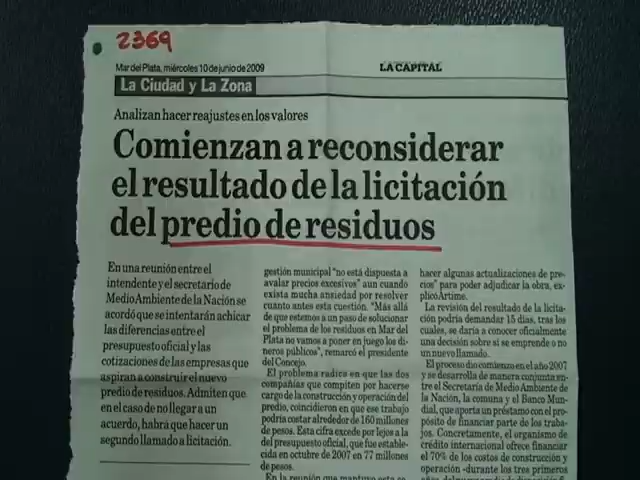 2369
Mar del Plata, miércoles 10 de junio de 2009
LA CAPITAL
La Ciudad y La Zona
Analizan hacer reajustes en los valores
Comienzan a reconsiderar
el resultado de la licitación
del predio de residuos
En una reunión entre el
intendente y el secretario de
Medio Ambiente de la Nación se
acordó que se intentarán achicar
las diferencias entre el
presupuesto oficial y las
cotizaciones de las empresas que
aspiran a construir el nuevo
predio de residuos. Admiten que
en el caso de no llegar a un
acuerdo, habrá que hacer un
segundo llamado a licitación.
gestión municipal "no está dispuesta a
avalar precios excesivos" aun cuando
exista mucha ansiedad por resolver
cuanto antes esta cuestión. "Más allá
de que estemos a un paso de solucionar
el problema de los residuos en Mar del
Plata no vamos a poner en juego los di-
neros públicos", remarcó el presidente
del Concejo.
El problema radica en que las dos
compañías que compiten por hacerse
cargo de la construcción y operación del
predio, coincidieron en que ese trabajo
podría costar alrededor de 160 millones
de pesos. Esta cifra excede por lejos a la
del presupuesto oficial, que fue estable-
cida en octubre de 2007 en 77 millones
de pesos.
En la reunión que mantuvo esta
hacer algunas actualizaciones de pre-
cios" para poder adjudicar la obra, ex-
plicó Artime.
La revisión del resultado de la licita-
ción podría demandar 15 días, tras los
cuales, se daría a conocer oficialmente
una decisión sobre si se emprende o no
un nuevo llamado.
El proceso dio comienzo en el año 2007
y se desarrolla de manera conjunta en-
tre el Secretaría de Medio Ambiente de
la Nación, la comuna y el Banco Mun-
dial, que aporta un préstamo con el pro-
pósito de financiar parte de los traba-
jos. Concretamente, el organismo de
crédito internacional ofrece financiar
el 70% de los costos de construcción y
operación -durante los tres primeros